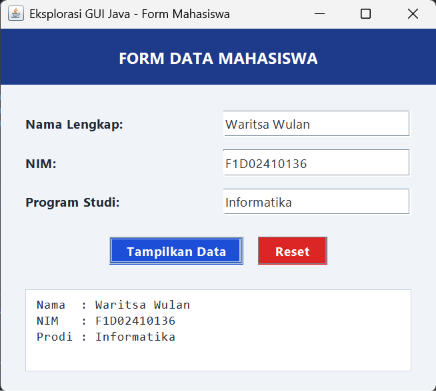 Eksplorasi GUI Java - Form Mahasiswa
FORM DATA MAHASISWA
Nama Lengkap: Waritsa Wulan
NIM: F1D02410136
Program Studi: Informatika
Tampilkan Data Reset
Nama  : Waritsa Wulan
NIM   : F1D02410136
Prodi : Informatika